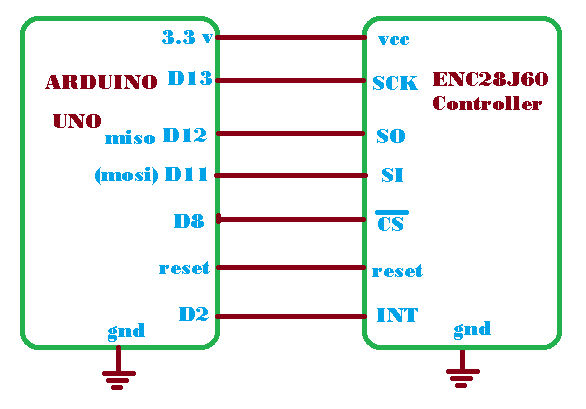 3.3 v
ARDUINO
UNO
D13
miso D12
(mosi) D11
D8
reset
D2
gnd
vcc
ENC28J60
Controller
SCK
SO
SI
CS
reset
INT
gnd